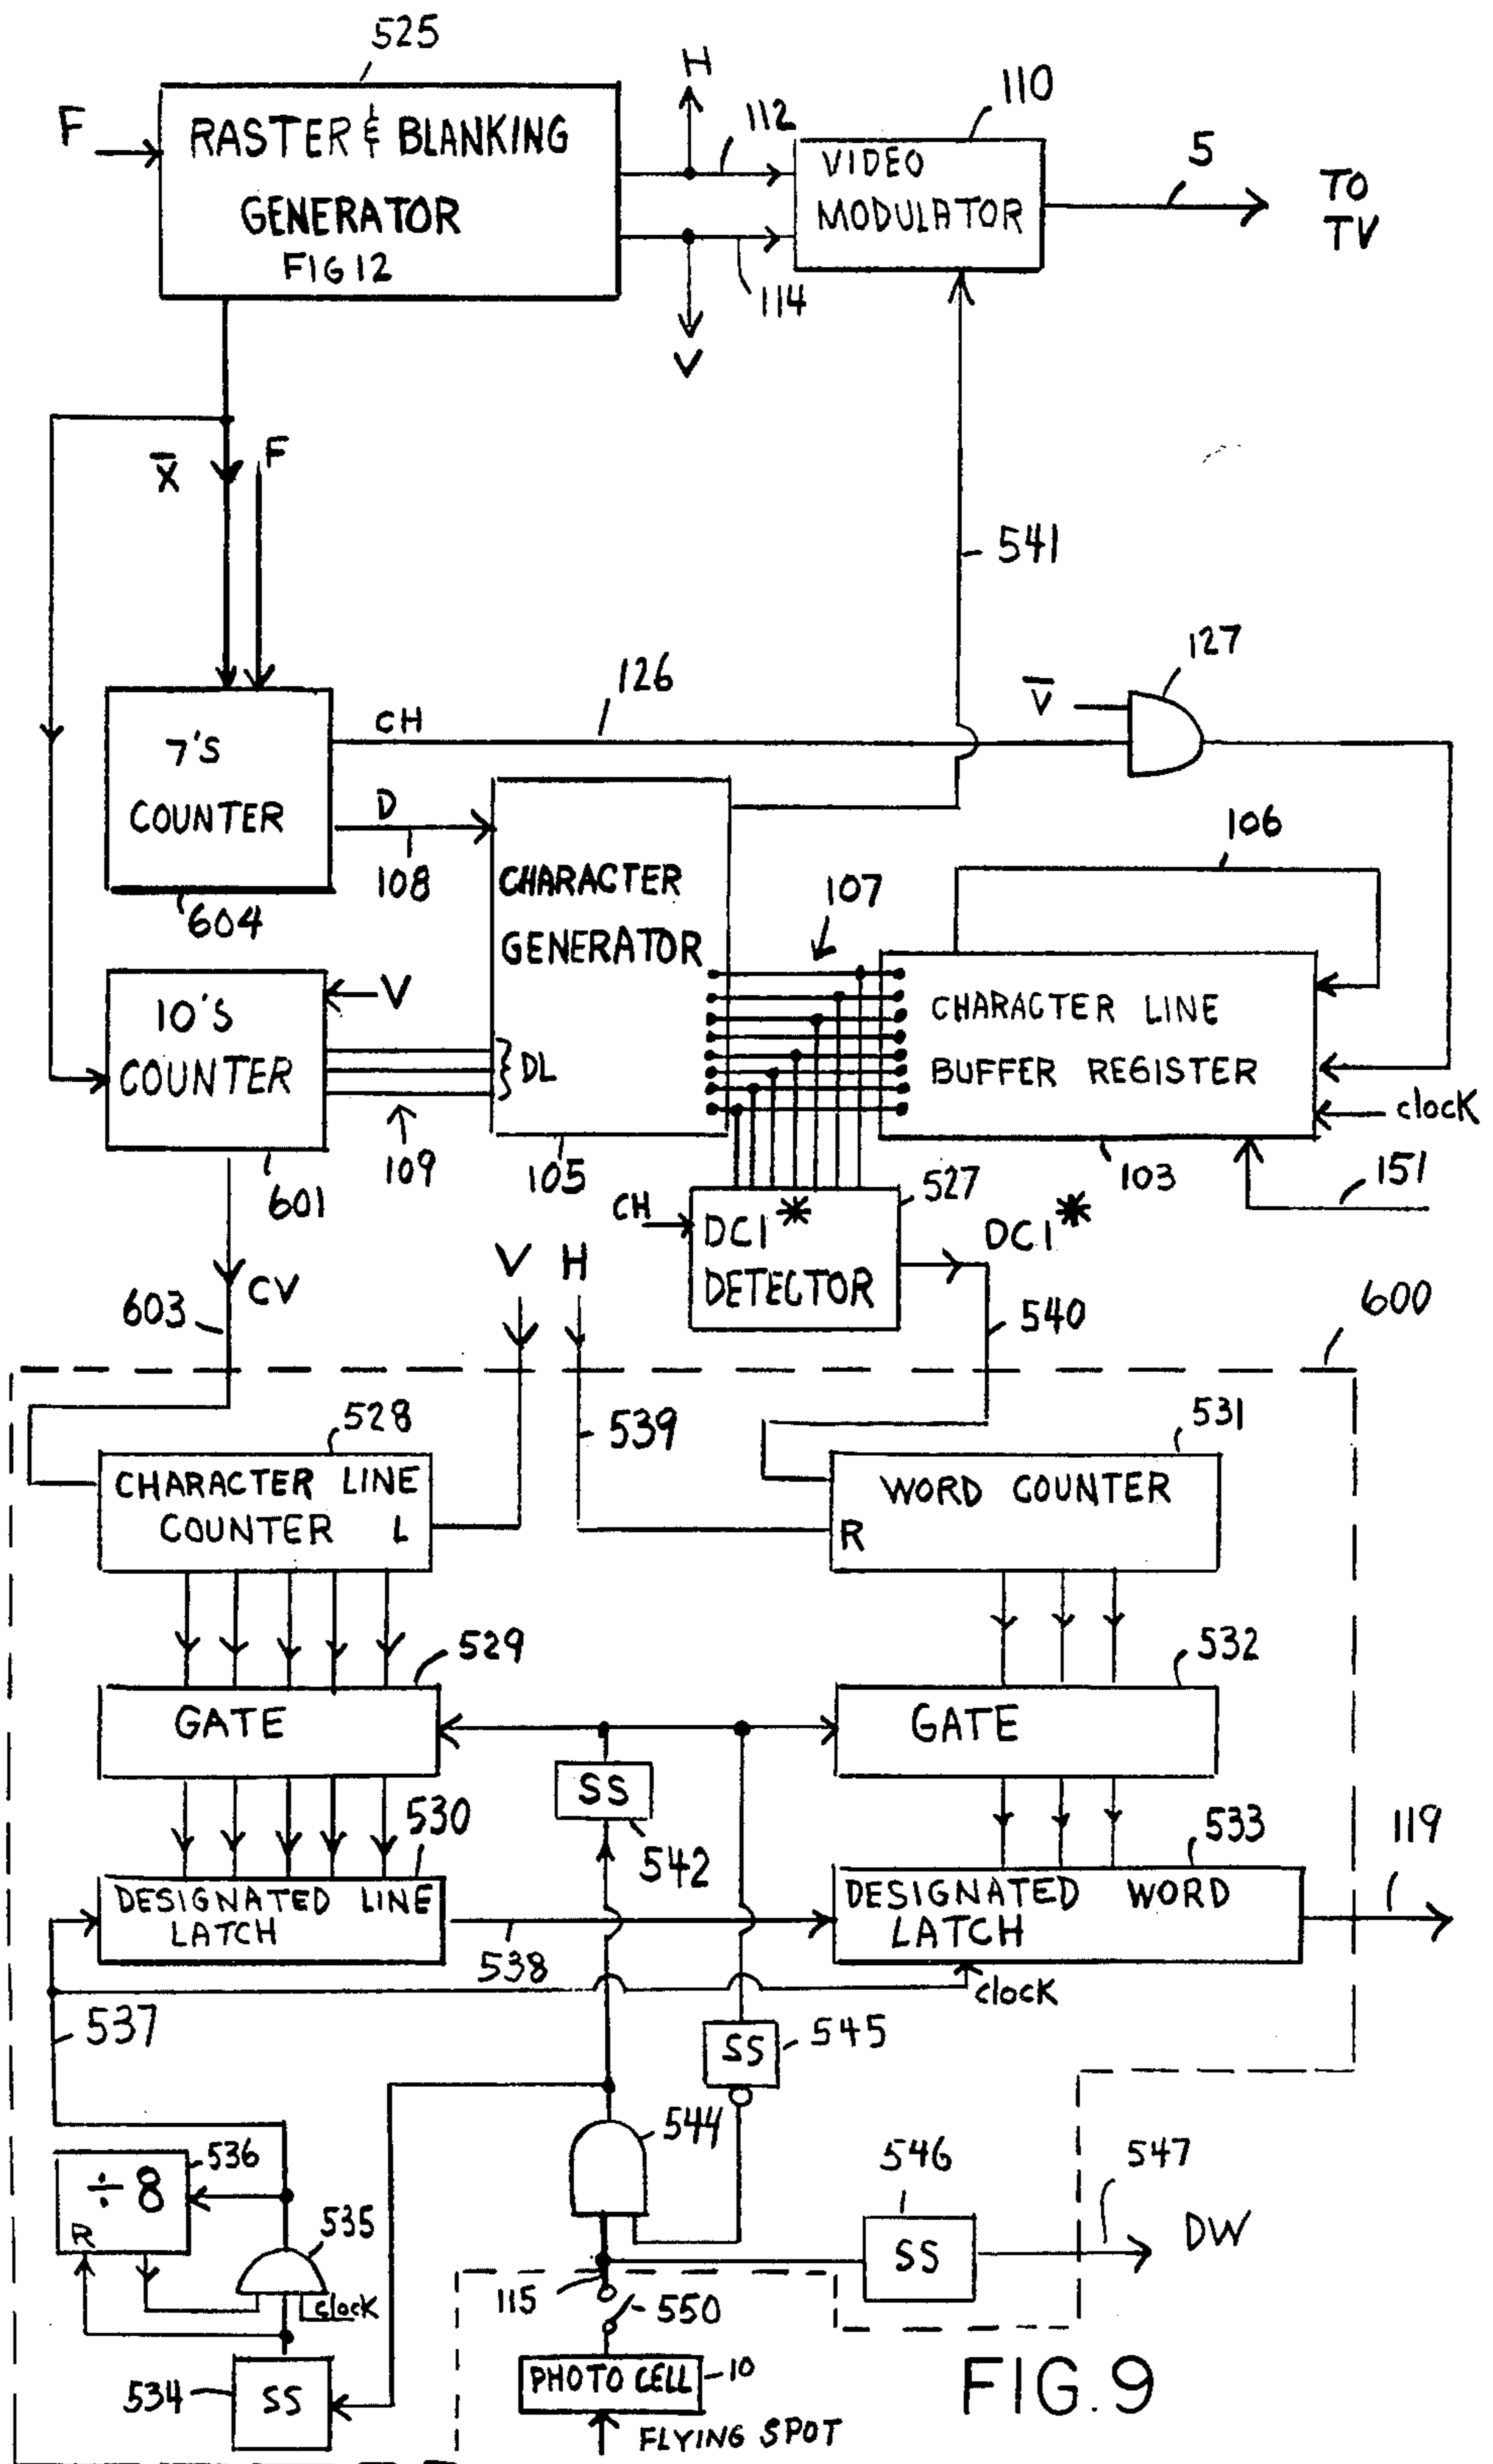 525
H
110
F
RASTER & BLANKING
GENERATOR
FIG 12
112
VIDEO
MODULATOR
5
TO
TV
114
V
X̅
F
541
127
126
V̅
CH
7'S
COUNTER
D
108
604
CHARACTER
GENERATOR
106
107
V
10'S
COUNTER
DL
CHARACTER LINE
BUFFER REGISTER
clock
109
601
105
103
151
CH
DC1*
DETECTOR
527
DC1*
V
H
CV
603
540
600
528
539
531
CHARACTER LINE
COUNTER L
WORD COUNTER
R
529
532
GATE
GATE
SS
530
542
533
119
DESIGNATED LINE
LATCH
DESIGNATED WORD
LATCH
538
clock
537
SS
545
544
536
÷8
R
535
clock
546
547
SS
DW
115
550
534
SS
PHOTO CELL
10
FLYING SPOT
FIG. 9